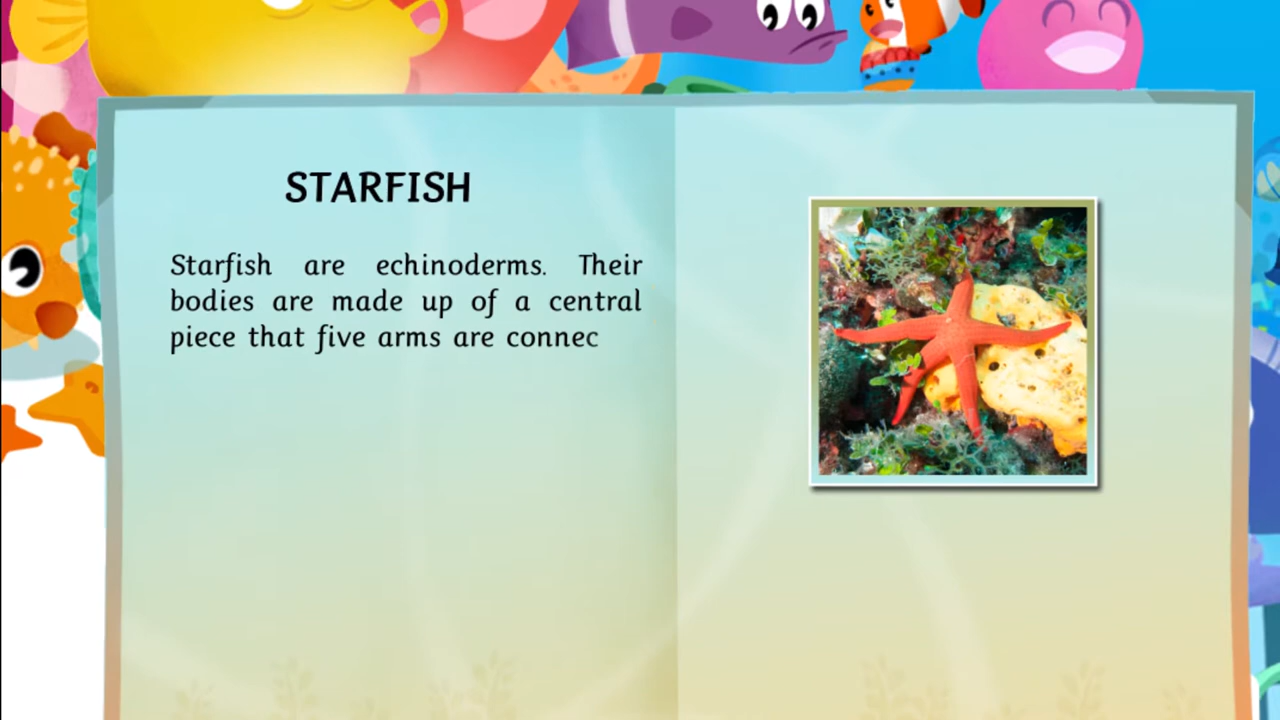 STARFISH
Starfish are echinoderms. Their
bodies are made up of a central
piece that five arms are connec